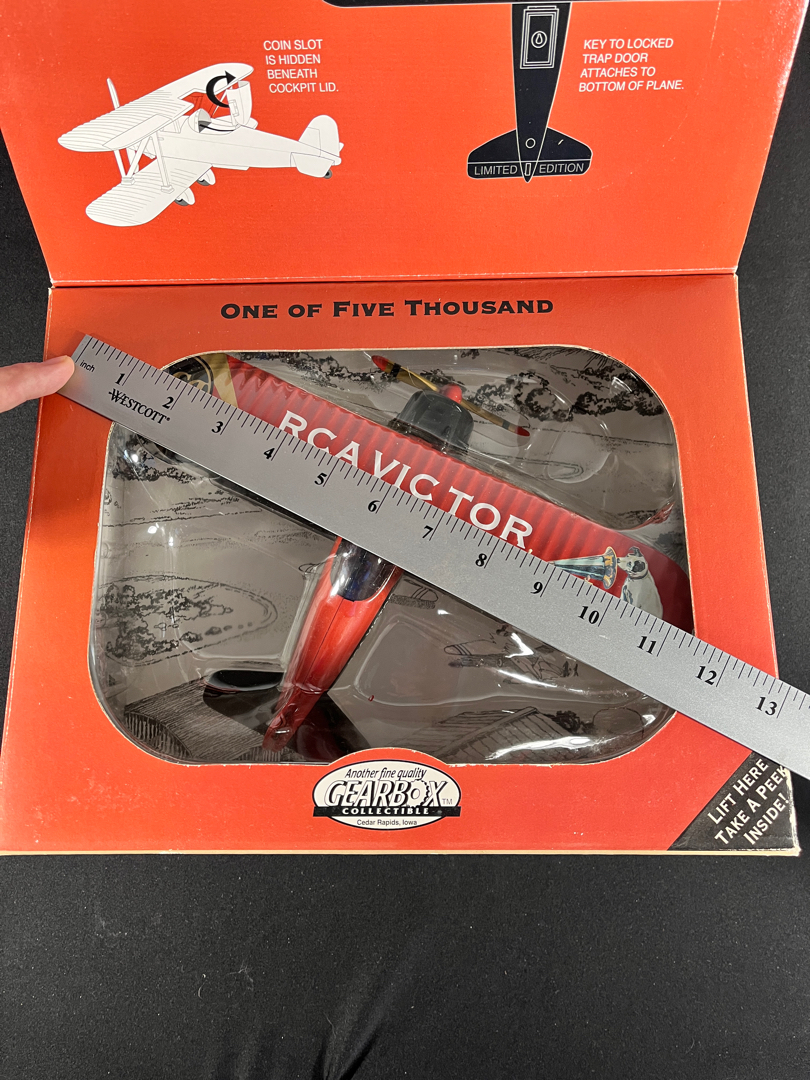 COIN SLOT
IS HIDDEN
BENEATH
COCKPIT LID.
KEY TO LOCKED
TRAP DOOR
ATTACHES TO
BOTTOM OF PLANE.
LIMITED EDITION
ONE OF FIVE THOUSAND
inch
1 2 3 4 5 6 7 8 9 10 11 12 13
WESTCOTT®
RCA VICTOR
Another fine quality
GEARBOX™
COLLECTIBLE
Cedar Rapids, Iowa
LIFT HERE
TAKE A PEEK
INSIDE!